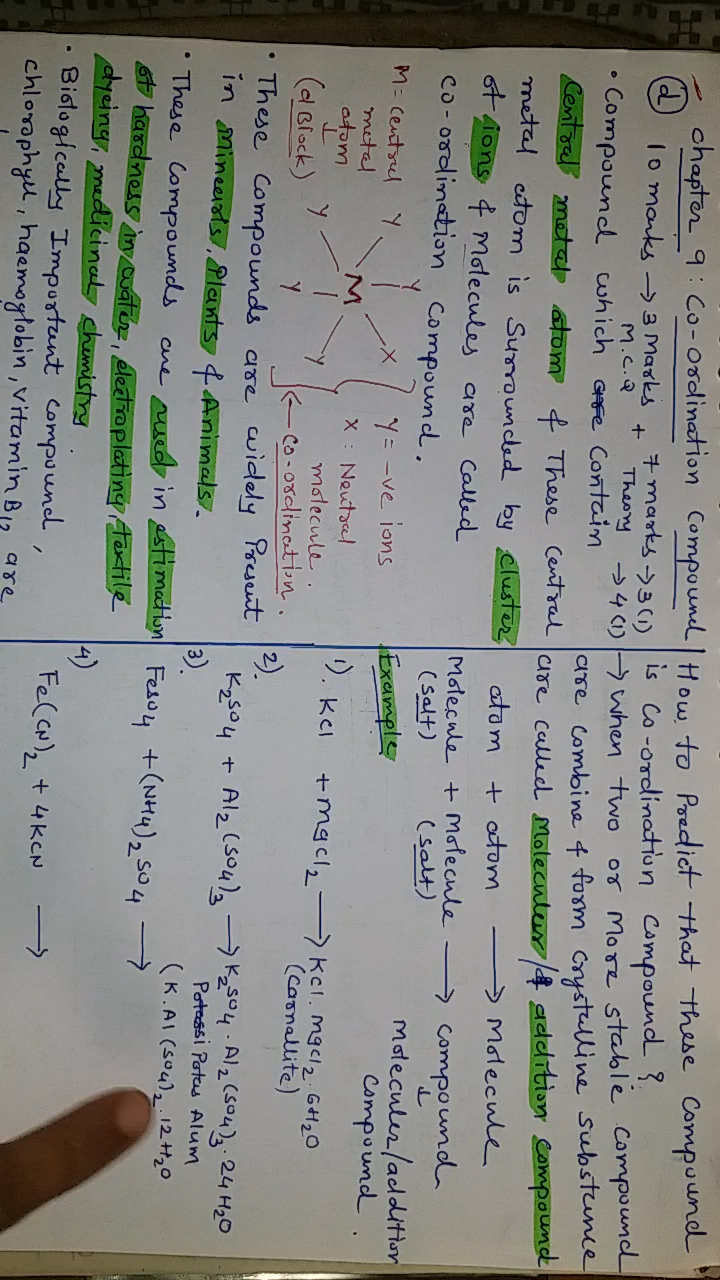 chapter 9 : Co-ordination Compound
(d) 10 marks → 3 marks + 7 marks → 3 (1)
M.C.Q Theory → 4 (1)
• Compound which contain
Central metal atom & These central
metal atom is Surrounded by cluster
of ions & Molecules are called
co-ordination compound.
M = central
metal
atom
↓
(d Block)
Y Y X
M
Y Y Y
Y = -ve ions
X : Neutral
molecule.
← co-ordination.
• These compounds are widely Present
in minerals, Plants & Animals.
• These compounds are used in estimation
of hardness in water, electroplating, textile
dyeing, medicinal chemistry
• Biologically Important compound,
chlorophyll, haemoglobin, vitamin B12 are
How to Predict that these compound
is Co-ordination compound ?
→ when two or More stable compound
are combine & form crystalline substance
are called Molecular / addition compound
atom + atom ⟶ Molecule
Molecule + Molecule ⟶ compound
(salt) (salt) ↓
Molecules/addition
compound.
Example
1). KCl + MgCl2 ⟶ KCl . MgCl2 . 6H2O
(Carnallite)
2).
K2SO4 + Al2(SO4)3 ⟶ K2SO4 . Al2(SO4)3 . 24H2O
Potas Alum
(K . Al(SO4)2 . 12H2O
3).
FeSO4 + (NH4)2SO4 ⟶
4)
Fe(CN)2 + 4KCN ⟶